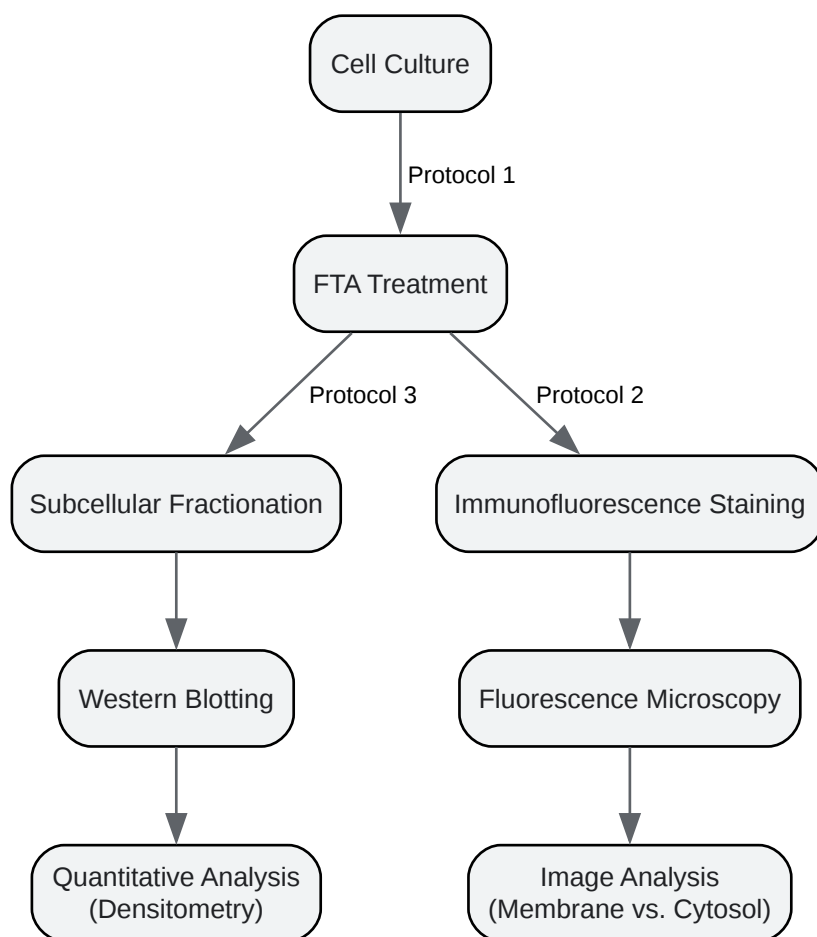 Cell Culture
Protocol 1
FTA Treatment
Protocol 3
Protocol 2
Subcellular Fractionation
Immunofluorescence Staining
Western Blotting
Fluorescence Microscopy
Quantitative Analysis
(Densitometry)
Image Analysis
(Membrane vs. Cytosol)